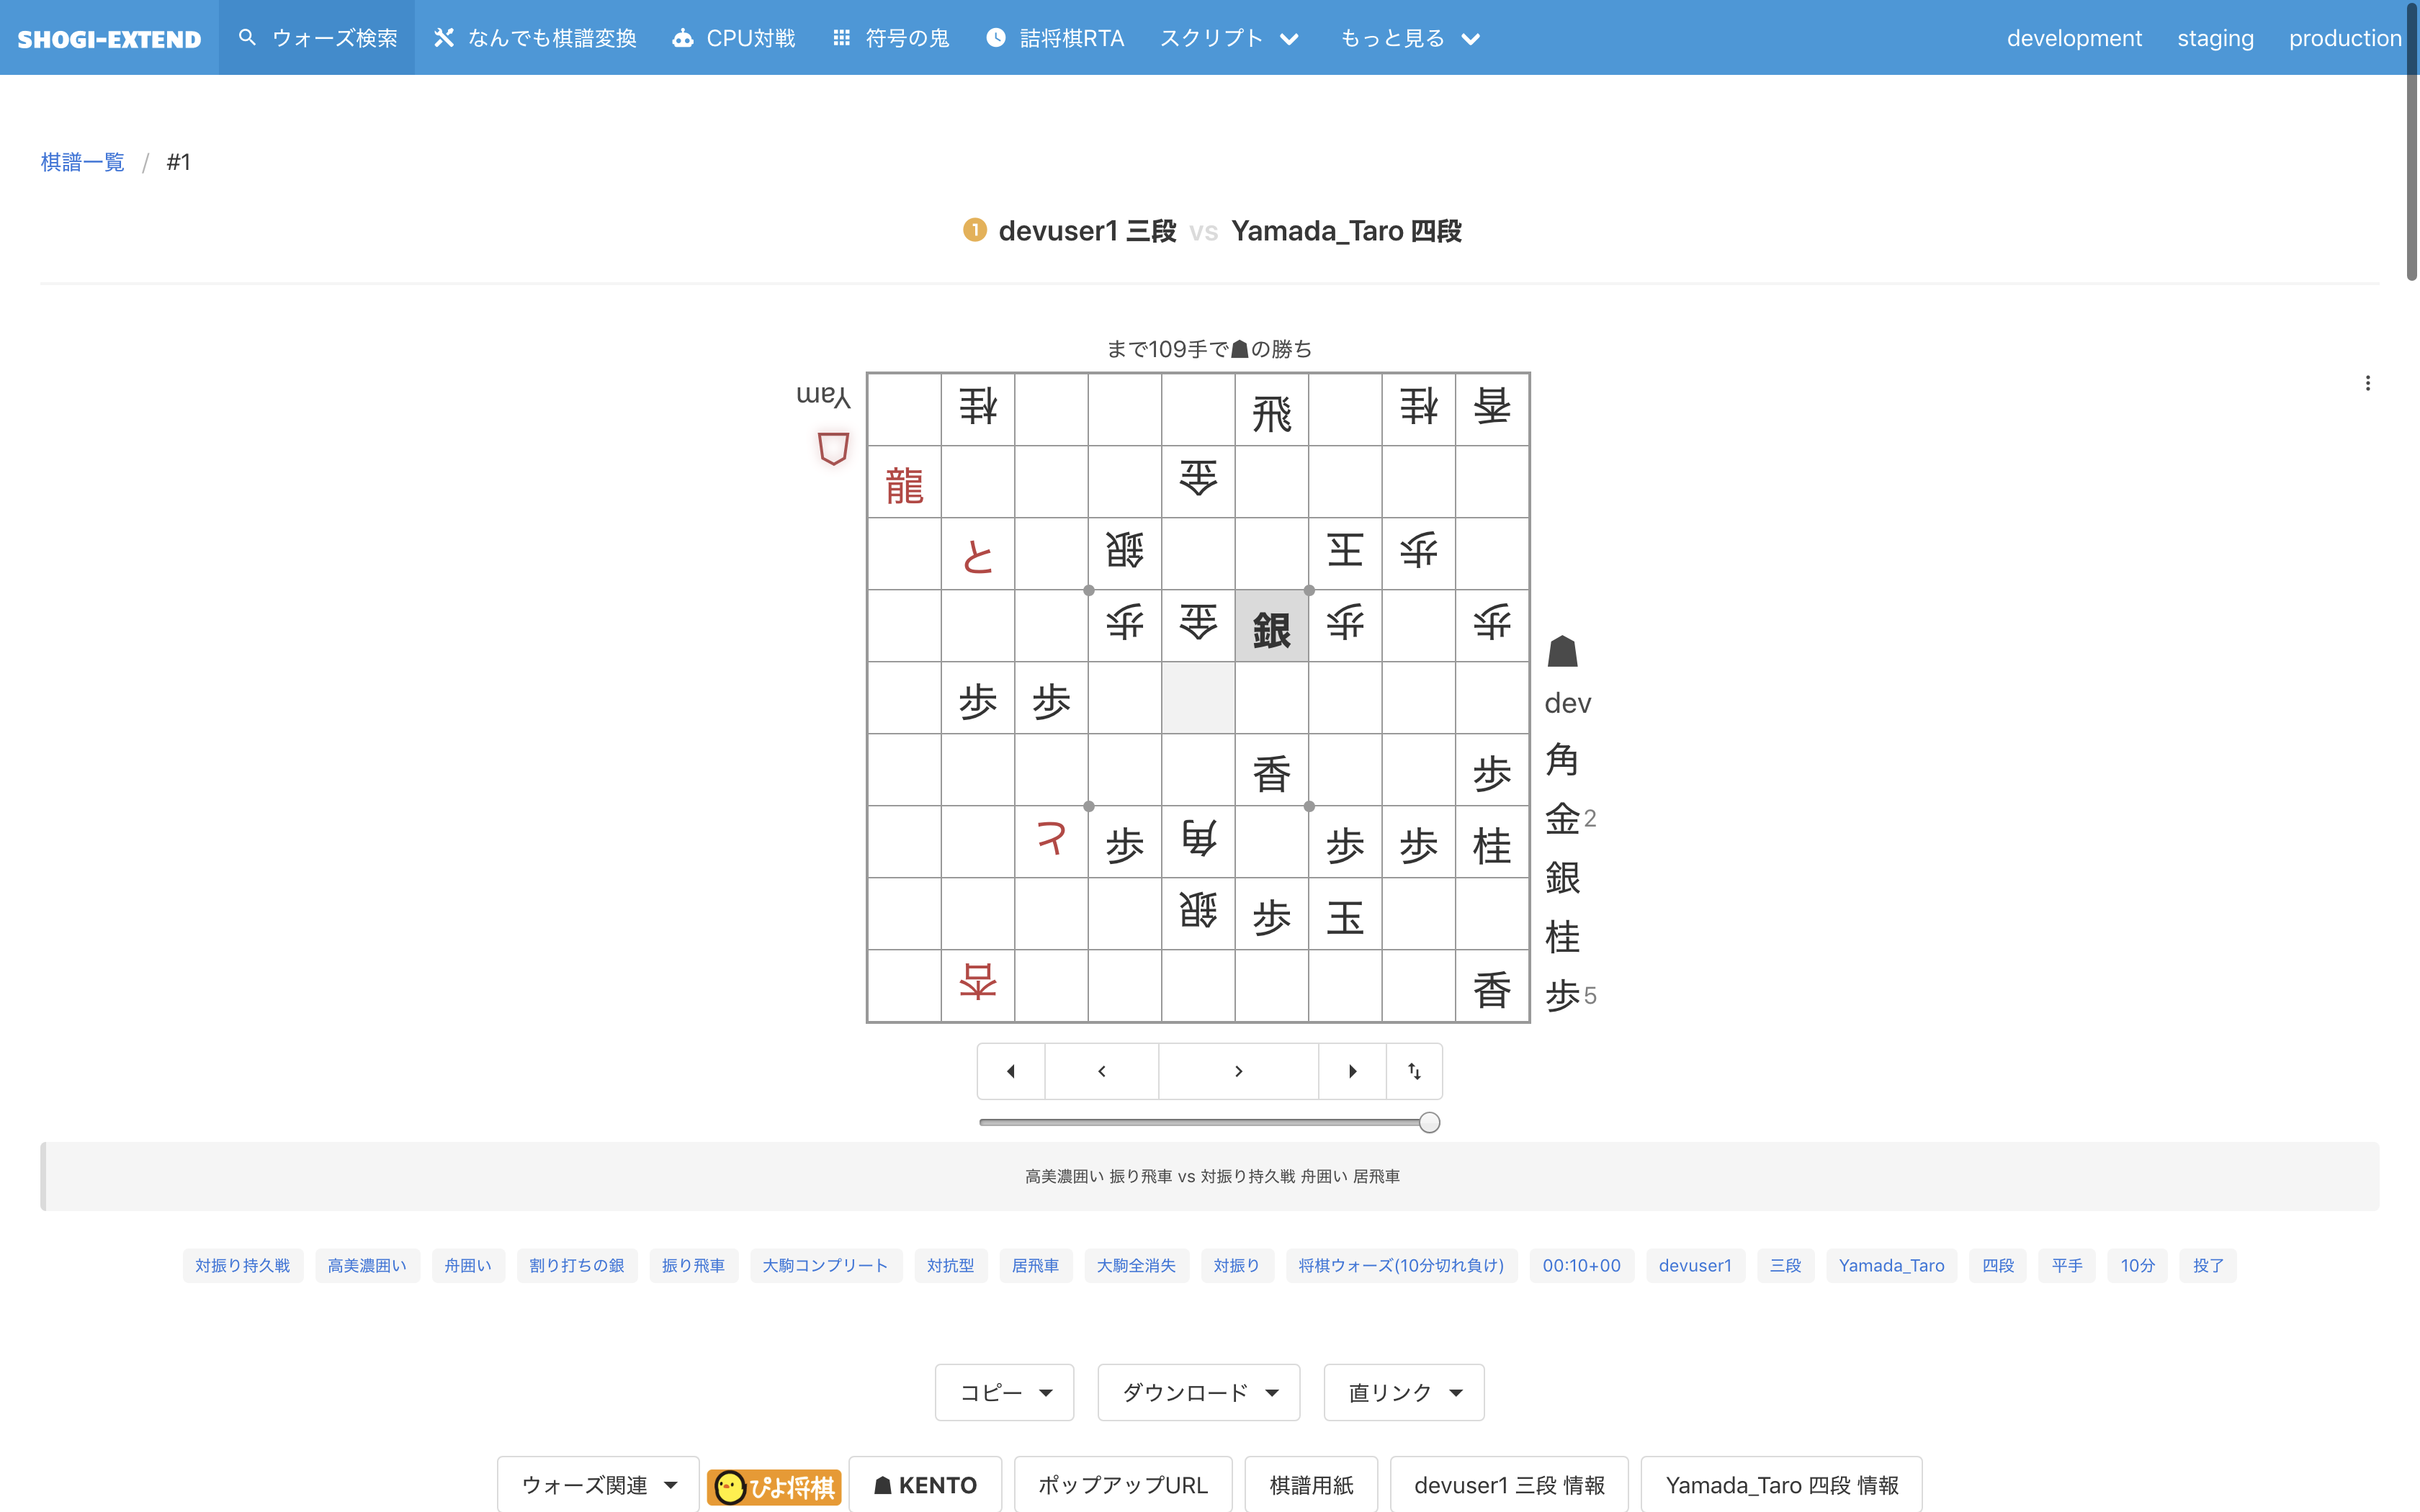 SHOGI-EXTEND ウォーズ検索 なんでも棋譜変換 CPU対戦 符号の鬼 詰将棋RTA スクリプト もっと見る development staging production
棋譜一覧 / #1
1 devuser1 三段 vs Yamada_Taro 四段
まで109手で☗の勝ち
Yam
桂 飛 桂 香
龍 金
と 銀 王 歩
歩 金 銀 歩 歩
歩 歩
香 歩
と 歩 角 歩 歩 桂
銀 歩 玉
杏 香
dev
角
金2
銀
桂
歩5
高美濃囲い 振り飛車 vs 対振り持久戦 舟囲い 居飛車
対振り持久戦 高美濃囲い 舟囲い 割り打ちの銀 振り飛車 大駒コンプリート 対抗型 居飛車 大駒全消失 対振り 将棋ウォーズ(10分切れ負け) 00:10+00 devuser1 三段 Yamada_Taro 四段 平手 10分 投了
コピー ダウンロード 直リンク
ウォーズ関連 ぴよ将棋 KENTO ポップアップURL 棋譜用紙 devuser1 三段 情報 Yamada_Taro 四段 情報